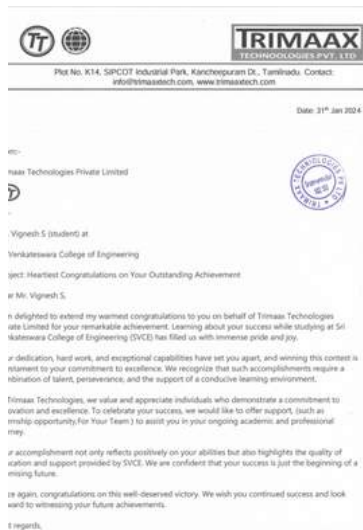 TT
TRIMAAX
TECHNOLOGIES PVT. LTD
Plot No. K14, SIPCOT Industrial Park, Kancheepuram Dt., Tamilnadu. Contact:
info@trimaaxtech.com, www.trimaaxtech.com
Date: 31st Jan 2024
maax Technologies Private Limited
. Vignesh S (student) at
Venkateswara College of Engineering
ject: Heartiest Congratulations on Your Outstanding Achievement
ar Mr. Vignesh S,
n delighted to extend my warmest congratulations to you on behalf of Trimaax Technologies
ate Limited for your remarkable achievement. Learning about your success while studying at Sri
nkateswara College of Engineering (SVCE) has filled us with immense pride and joy.
ur dedication, hard work, and exceptional capabilities have set you apart, and winning this contest is
stament to your commitment to excellence. We recognize that such accomplishments require a
nbination of talent, perseverance, and the support of a conducive learning environment.
Trimaax Technologies, we value and appreciate individuals who demonstrate a commitment to
ovation and excellence. To celebrate your success, we would like to offer support, (such as
rnship opportunity,For Your Team ) to assist you in your ongoing academic and professional
rney.
ur accomplishment not only reflects positively on your abilities but also highlights the quality of
ucation and support provided by SVCE. We are confident that your success is just the beginning of a
mising future.
ce again, congratulations on this well-deserved victory. We wish you continued success and look
ward to witnessing your future achievements.
t regards,